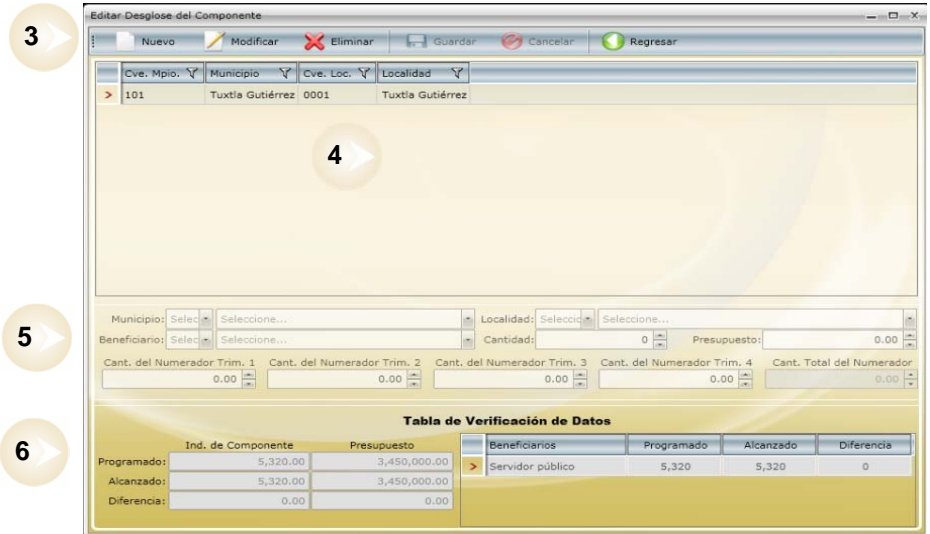 Editar Desglose del Componente
3
Nuevo Modificar Eliminar Guardar Cancelar Regresar
Cve. Mpio. Municipio Cve. Loc. Localidad
> 101 Tuxtla Gutiérrez 0001 Tuxtla Gutiérrez
4
5
Municipio: Selec Seleccione... Localidad: Selecció Seleccione...
Beneficiario: Selec Seleccione... Cantidad: 0 Presupuesto: 0.00
Cant. del Numerador Trim. 1 Cant. del Numerador Trim. 2 Cant. del Numerador Trim. 3 Cant. del Numerador Trim. 4 Cant. Total del Numerador
0.00 0.00 0.00 0.00 0.00
Tabla de Verificación de Datos
6
Ind. de Componente Presupuesto Beneficiarios Programado Alcanzado Diferencia
Programado: 5,320.00 3,450,000.00 > Servidor público 5,320 5,320 0
Alcanzado: 5,320.00 3,450,000.00
Diferencia: 0.00 0.00